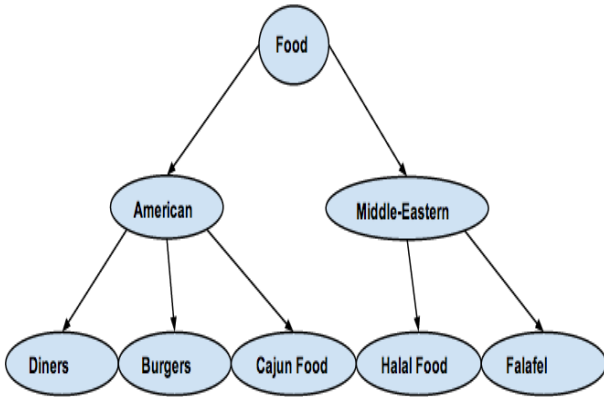 Food
American
Middle-Eastern
Diners
Burgers
Cajun Food
Halal Food
Falafel